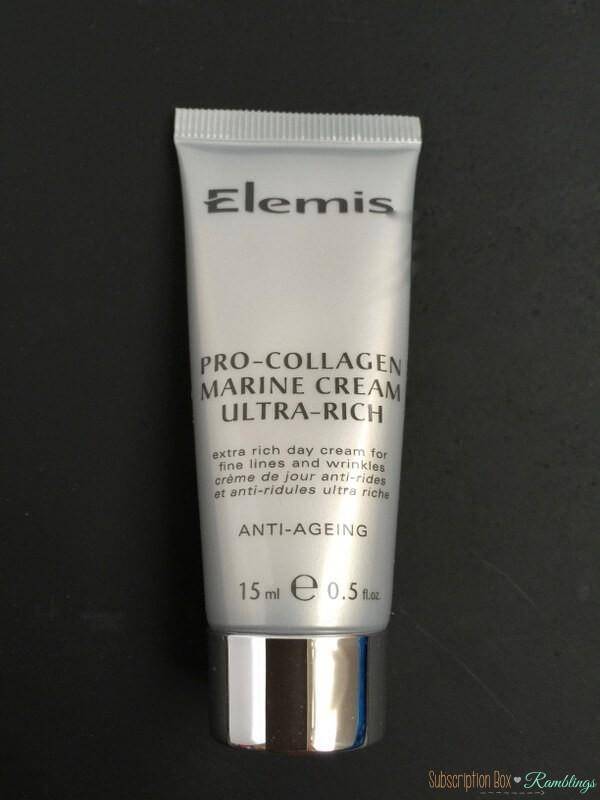 Elemis
PRO-COLLAGEN
MARINE CREAM
ULTRA-RICH
extra rich day cream for
fine lines and wrinkles
crème de jour anti-rides
et anti-ridules ultra riche
ANTI-AGEING
15 ml e 0.5 fl.oz.
Subscription Box Ramblings